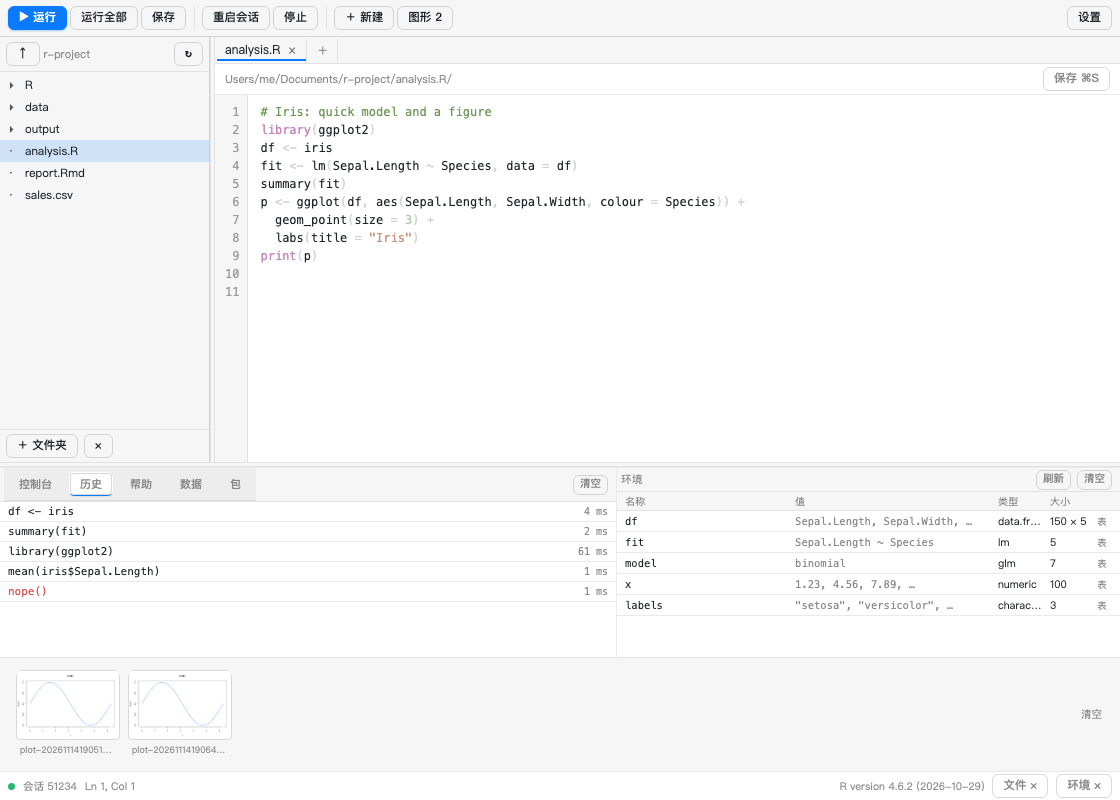 ▶ 运行 运行全部 保存 重启会话 停止 + 新建 图形 2 设置
↑ r-project ↻
analysis.R × +
Users/me/Documents/r-project/analysis.R/ 保存 ⌘S
R
data
output
analysis.R
report.Rmd
sales.csv
+ 文件夹 ×
1 # Iris: quick model and a figure
2 library(ggplot2)
3 df <- iris
4 fit <- lm(Sepal.Length ~ Species, data = df)
5 summary(fit)
6 p <- ggplot(df, aes(Sepal.Length, Sepal.Width, colour = Species)) +
7   geom_point(size = 3) +
8   labs(title = "Iris")
9 print(p)
10
11
控制台 历史 帮助 数据 包 清空
df <- iris 4 ms
summary(fit) 2 ms
library(ggplot2) 61 ms
mean(iris$Sepal.Length) 1 ms
nope() 1 ms
环境 刷新 清空
名称 值 类型 大小
df Sepal.Length, Sepal.Width, … data.fr… 150 × 5 表
fit Sepal.Length ~ Species lm 5 表
model binomial glm 7 表
x 1.23, 4.56, 7.89, … numeric 100 表
labels "setosa", "versicolor", … charac… 3 表
plot-2026111419051… plot-2026111419064…
清空
会话 51234 Ln 1, Col 1 R version 4.6.2 (2026-10-29) 文件 × 环境 ×